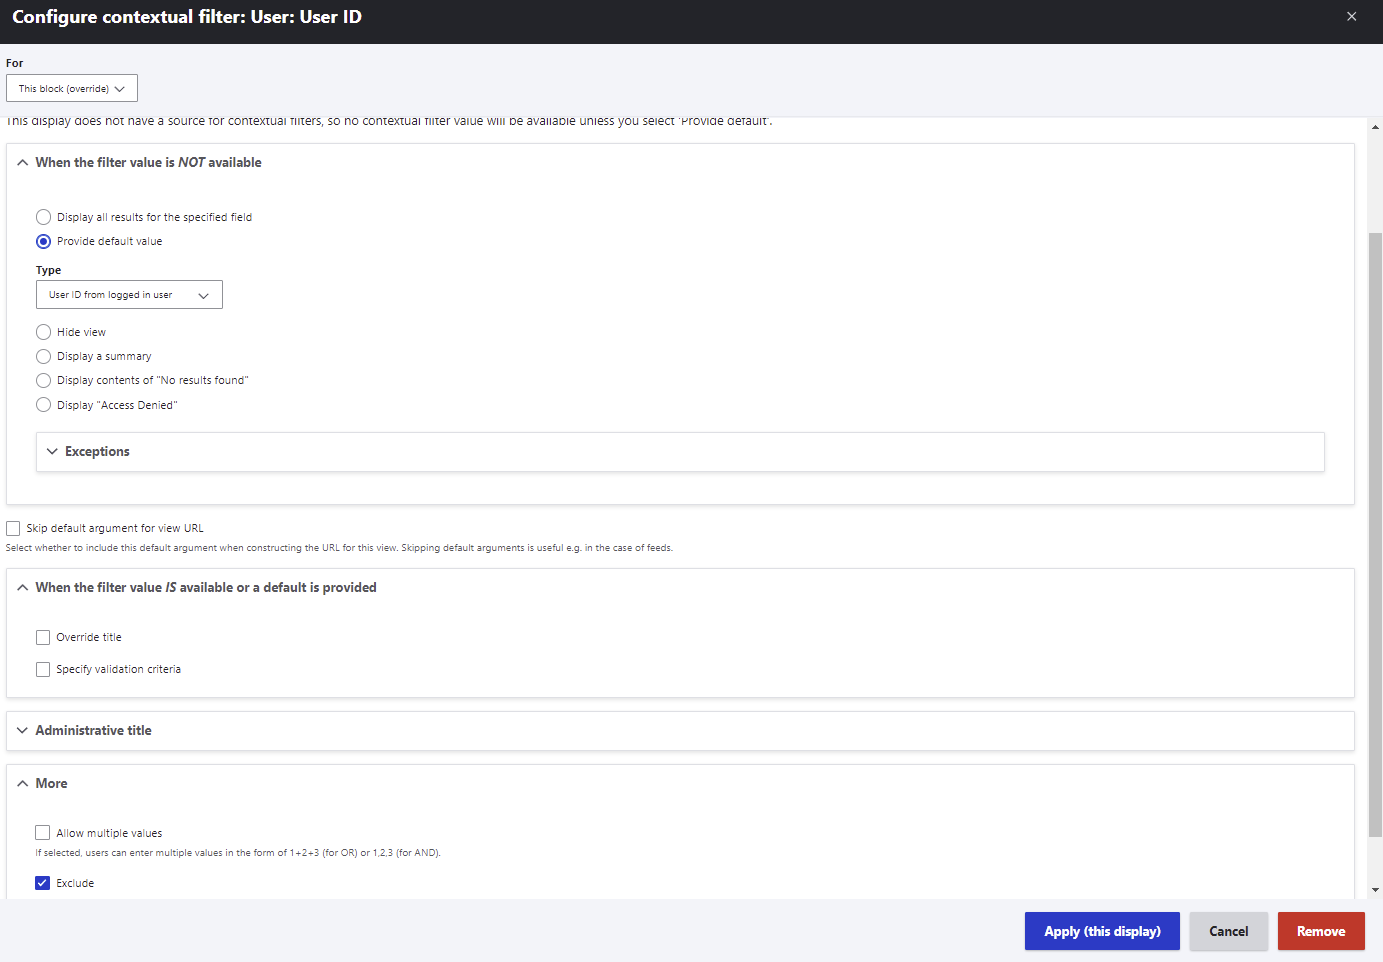 Configure contextual filter: User: User ID
For
This block (override)
This display does not have a source for contextual filters, so no contextual filter value will be available unless you select 'Provide default'.
When the filter value is NOT available
Display all results for the specified field
Provide default value
Type
User ID from logged in user
Hide view
Display a summary
Display contents of "No results found"
Display "Access Denied"
Exceptions
Skip default argument for view URL
Select whether to include this default argument when constructing the URL for this view. Skipping default arguments is useful e.g. in the case of feeds.
When the filter value IS available or a default is provided
Override title
Specify validation criteria
Administrative title
More
Allow multiple values
If selected, users can enter multiple values in the form of 1+2+3 (for OR) or 1,2,3 (for AND).
Exclude
Apply (this display)
Cancel
Remove